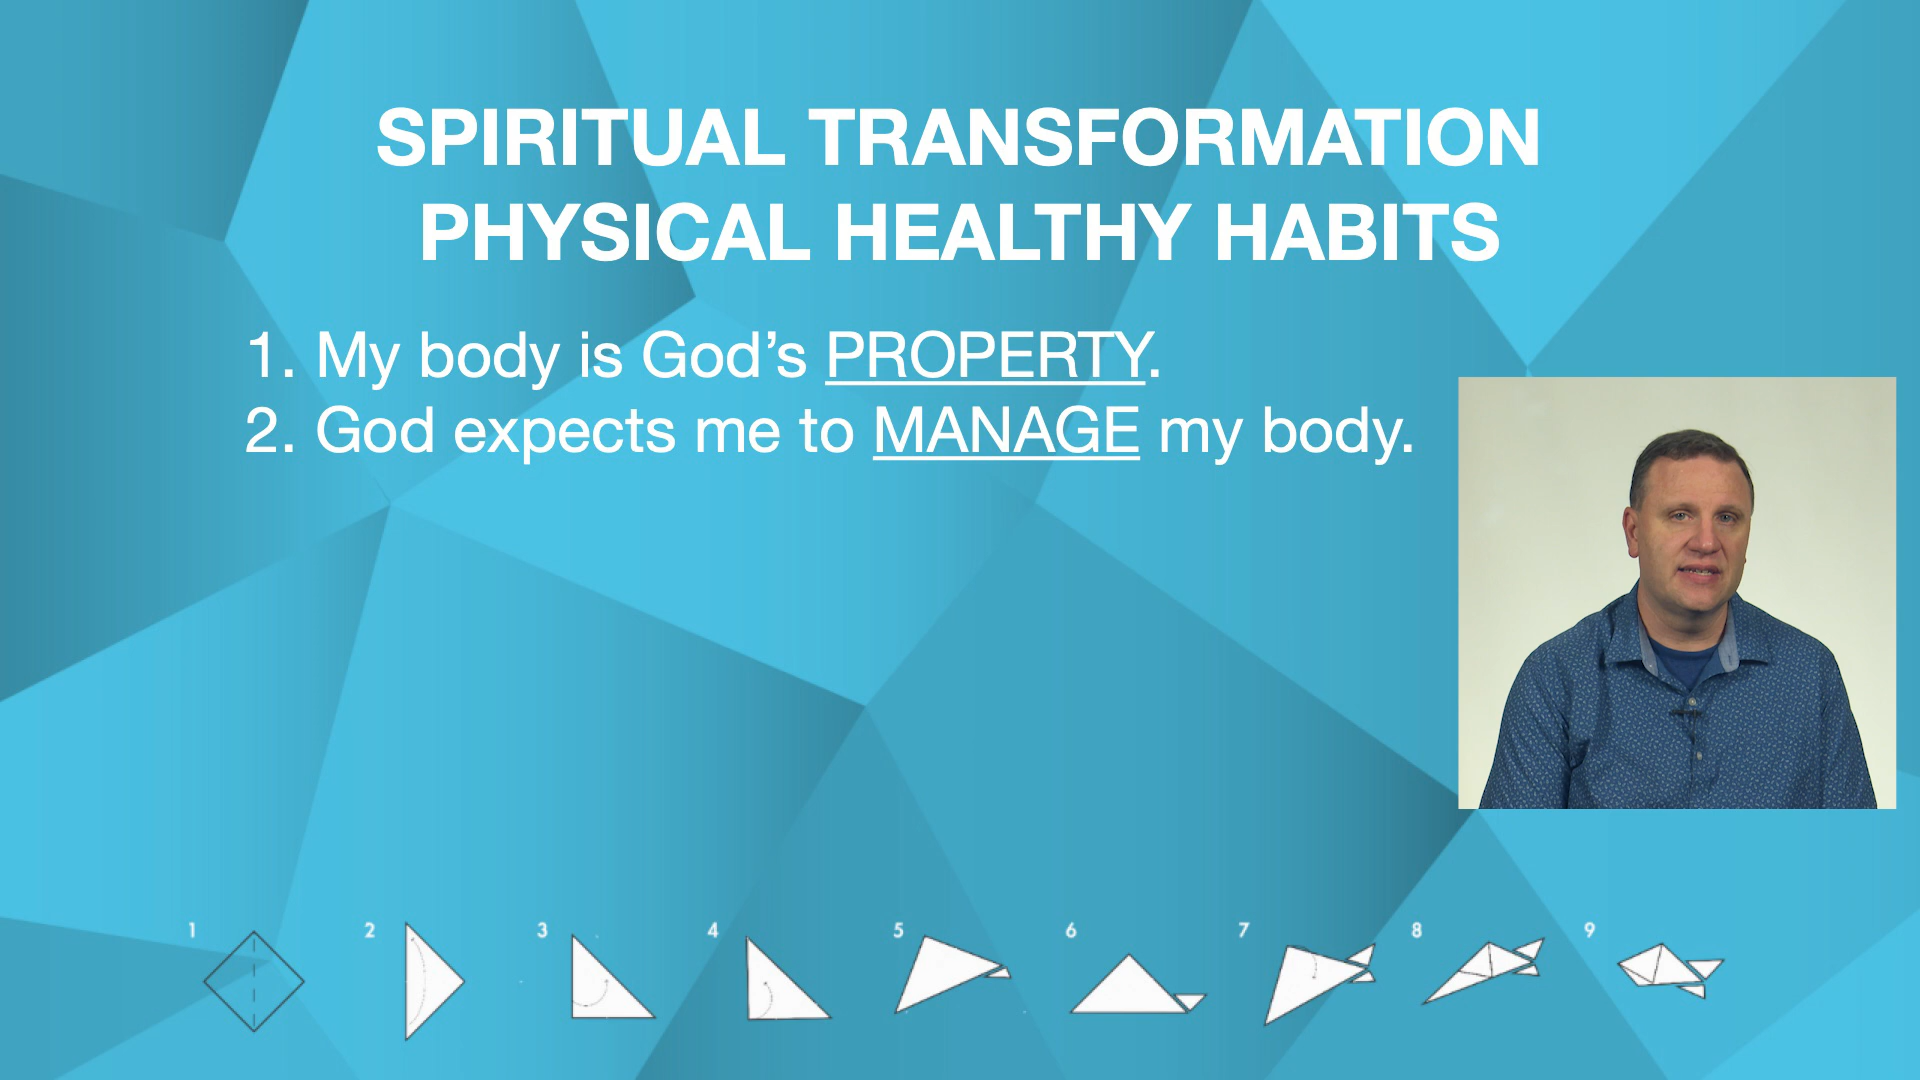 SPIRITUAL TRANSFORMATION
PHYSICAL HEALTHY HABITS
1. My body is God’s PROPERTY.
2. God expects me to MANAGE my body.
1 2 3 4 5 6 7 8 9